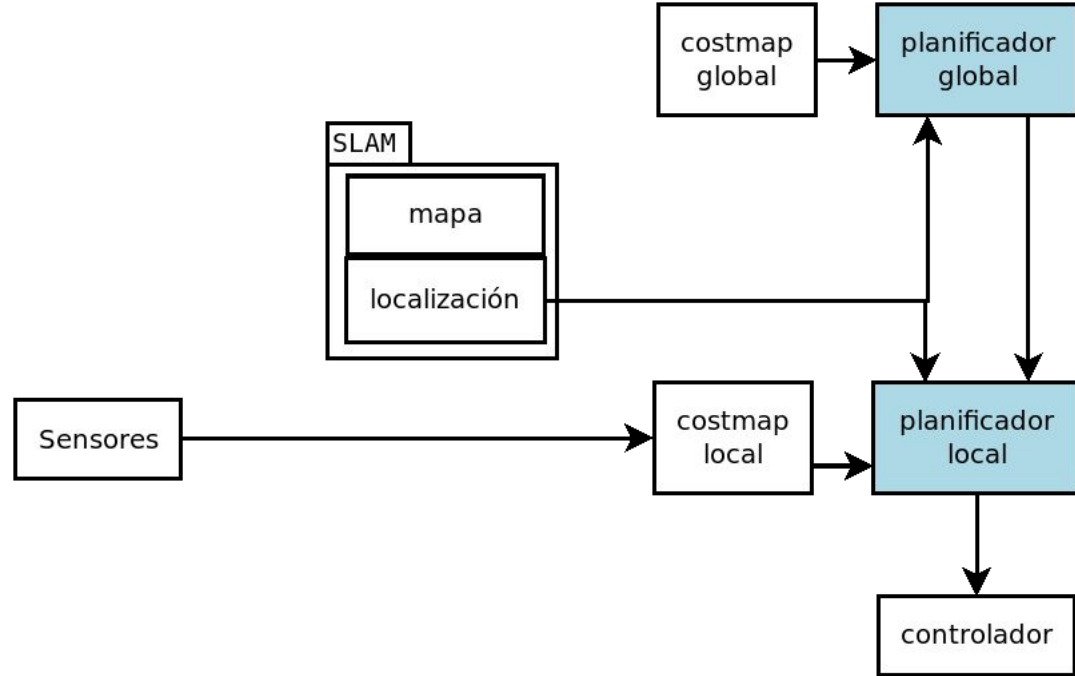 costmap
global
planificador
global
SLAM
mapa
localización
Sensores
costmap
local
planificador
local
controlador